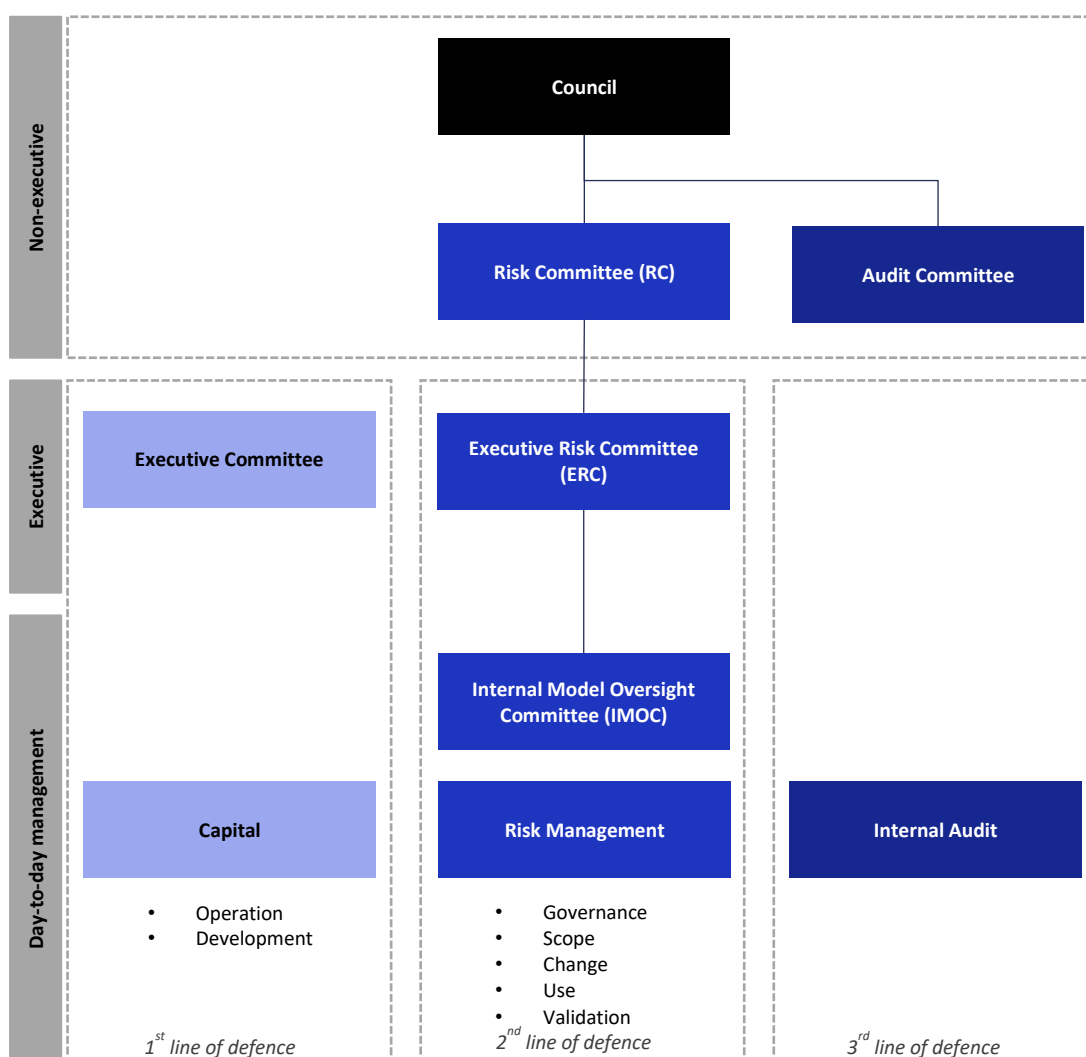 Non-executive
Council
Risk Committee (RC)
Audit Committee
Executive
Executive Committee
Executive Risk Committee
(ERC)
Day-to-day management
Internal Model Oversight
Committee (IMOC)
Capital
• Operation
• Development
Risk Management
• Governance
• Scope
• Change
• Use
• Validation
Internal Audit
1st line of defence
2nd line of defence
3rd line of defence